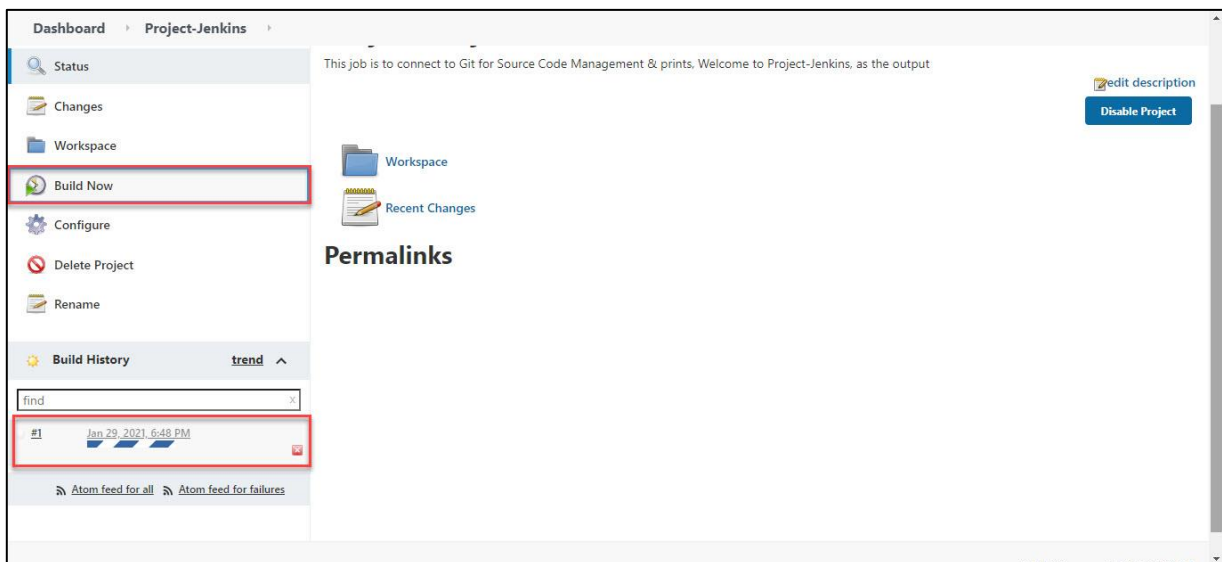 Dashboard
Project-Jenkins
Status
Changes
Workspace
Build Now
Configure
Delete Project
Rename
Build History trend
find x
#1 Jan 29, 2021, 6:48 PM
Atom feed for all Atom feed for failures
This job is to connect to Git for Source Code Management & prints, Welcome to Project-Jenkins, as the output
edit description
Disable Project
Workspace
Recent Changes
Permalinks